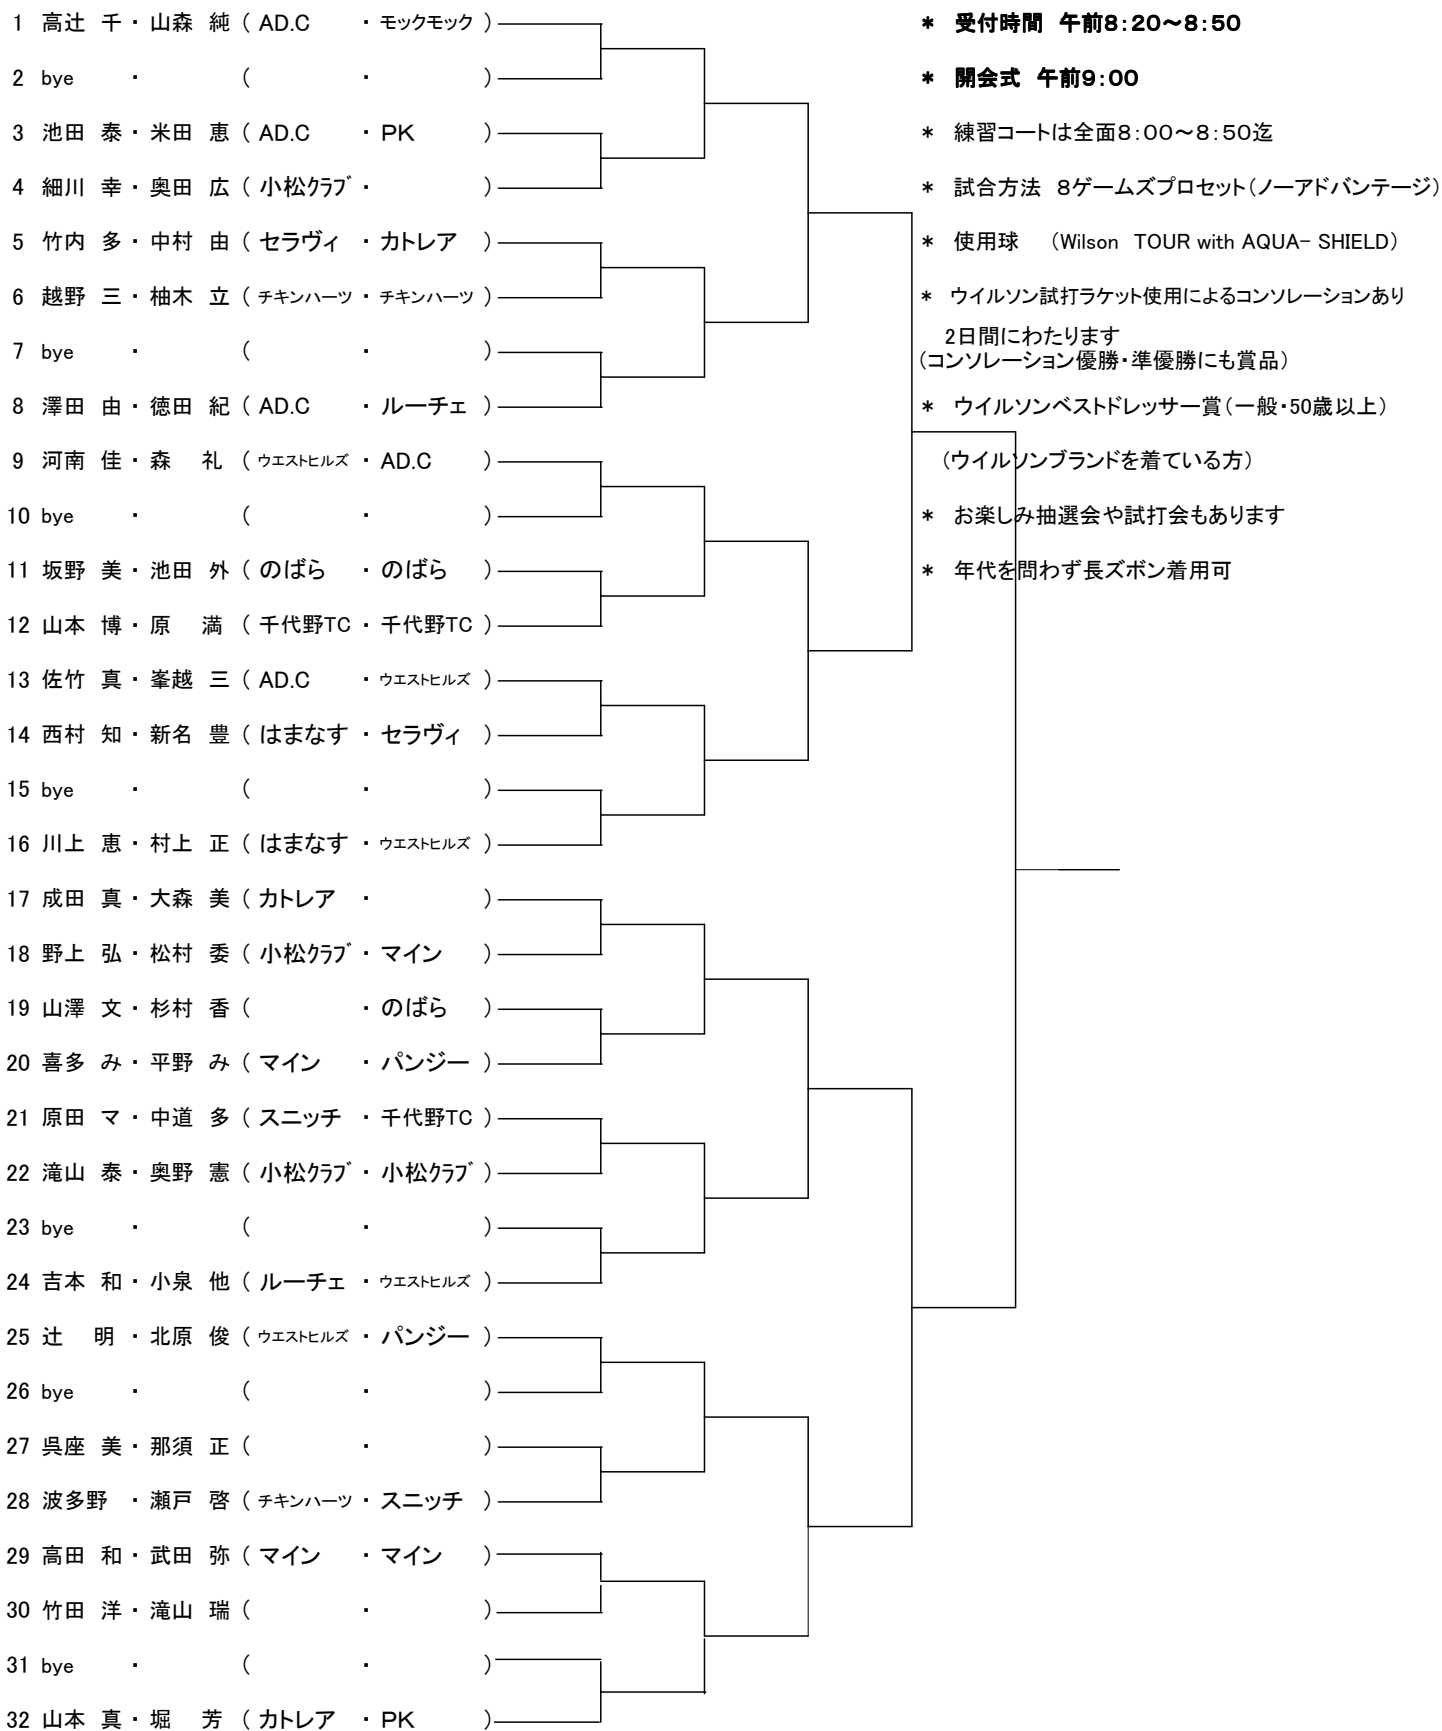 1 高辻 千・山森 純 ( AD.C ・ モックモック )
2 bye ・ ( ・ )
3 池田 泰・米田 恵 ( AD.C ・ PK )
4 細川 幸・奥田 広 ( 小松クラブ ・ )
5 竹内 多・中村 由 ( セラヴィ ・ カトレア )
6 越野 三・柚木 立 ( チキンハーツ ・ チキンハーツ )
7 bye ・ ( ・ )
8 澤田 由・徳田 紀 ( AD.C ・ ルーチェ )
9 河南 佳・森 礼 ( ウエストヒルズ ・ AD.C )
10 bye ・ ( ・ )
11 坂野 美・池田 外 ( のばら ・ のばら )
12 山本 博・原 満 ( 千代野TC ・ 千代野TC )
13 佐竹 真・峯越 三 ( AD.C ・ ウエストヒルズ )
14 西村 知・新名 豊 ( はまなす ・ セラヴィ )
15 bye ・ ( ・ )
16 川上 恵・村上 正 ( はまなす ・ ウエストヒルズ )
17 成田 真・大森 美 ( カトレア ・ )
18 野上 弘・松村 委 ( 小松クラブ ・ マイン )
19 山澤 文・杉村 香 ( ・ のばら )
20 喜多 み・平野 み ( マイン ・ パンジー )
21 原田 マ・中道 多 ( スニッチ ・ 千代野TC )
22 滝山 泰・奥野 憲 ( 小松クラブ ・ 小松クラブ )
23 bye ・ ( ・ )
24 吉本 和・小泉 他 ( ルーチェ ・ ウエストヒルズ )
25 辻 明・北原 俊 ( ウエストヒルズ ・ パンジー )
26 bye ・ ( ・ )
27 呉座 美・那須 正 ( ・ )
28 波多野 ・瀬戸 啓 ( チキンハーツ ・ スニッチ )
29 高田 和・武田 弥 ( マイン ・ マイン )
30 竹田 洋・滝山 瑞 ( ・ )
31 bye ・ ( ・ )
32 山本 真・堀 芳 ( カトレア ・ PK )
* 受付時間 午前8:20～8:50
* 開会式 午前9:00
* 練習コートは全面8:00～8:50迄
* 試合方法 8ゲームズプロセット(ノーアドバンテージ)
* 使用球 (Wilson TOUR with AQUA- SHIELD)
* ウイルソン試打ラケット使用によるコンソレーションあり
2日間にわたります
(コンソレーション優勝・準優勝にも賞品)
* ウイルソンベストドレッサー賞(一般・50歳以上)
(ウイルソンブランドを着ている方)
* お楽しみ抽選会や試打会もあります
* 年代を問わず長ズボン着用可